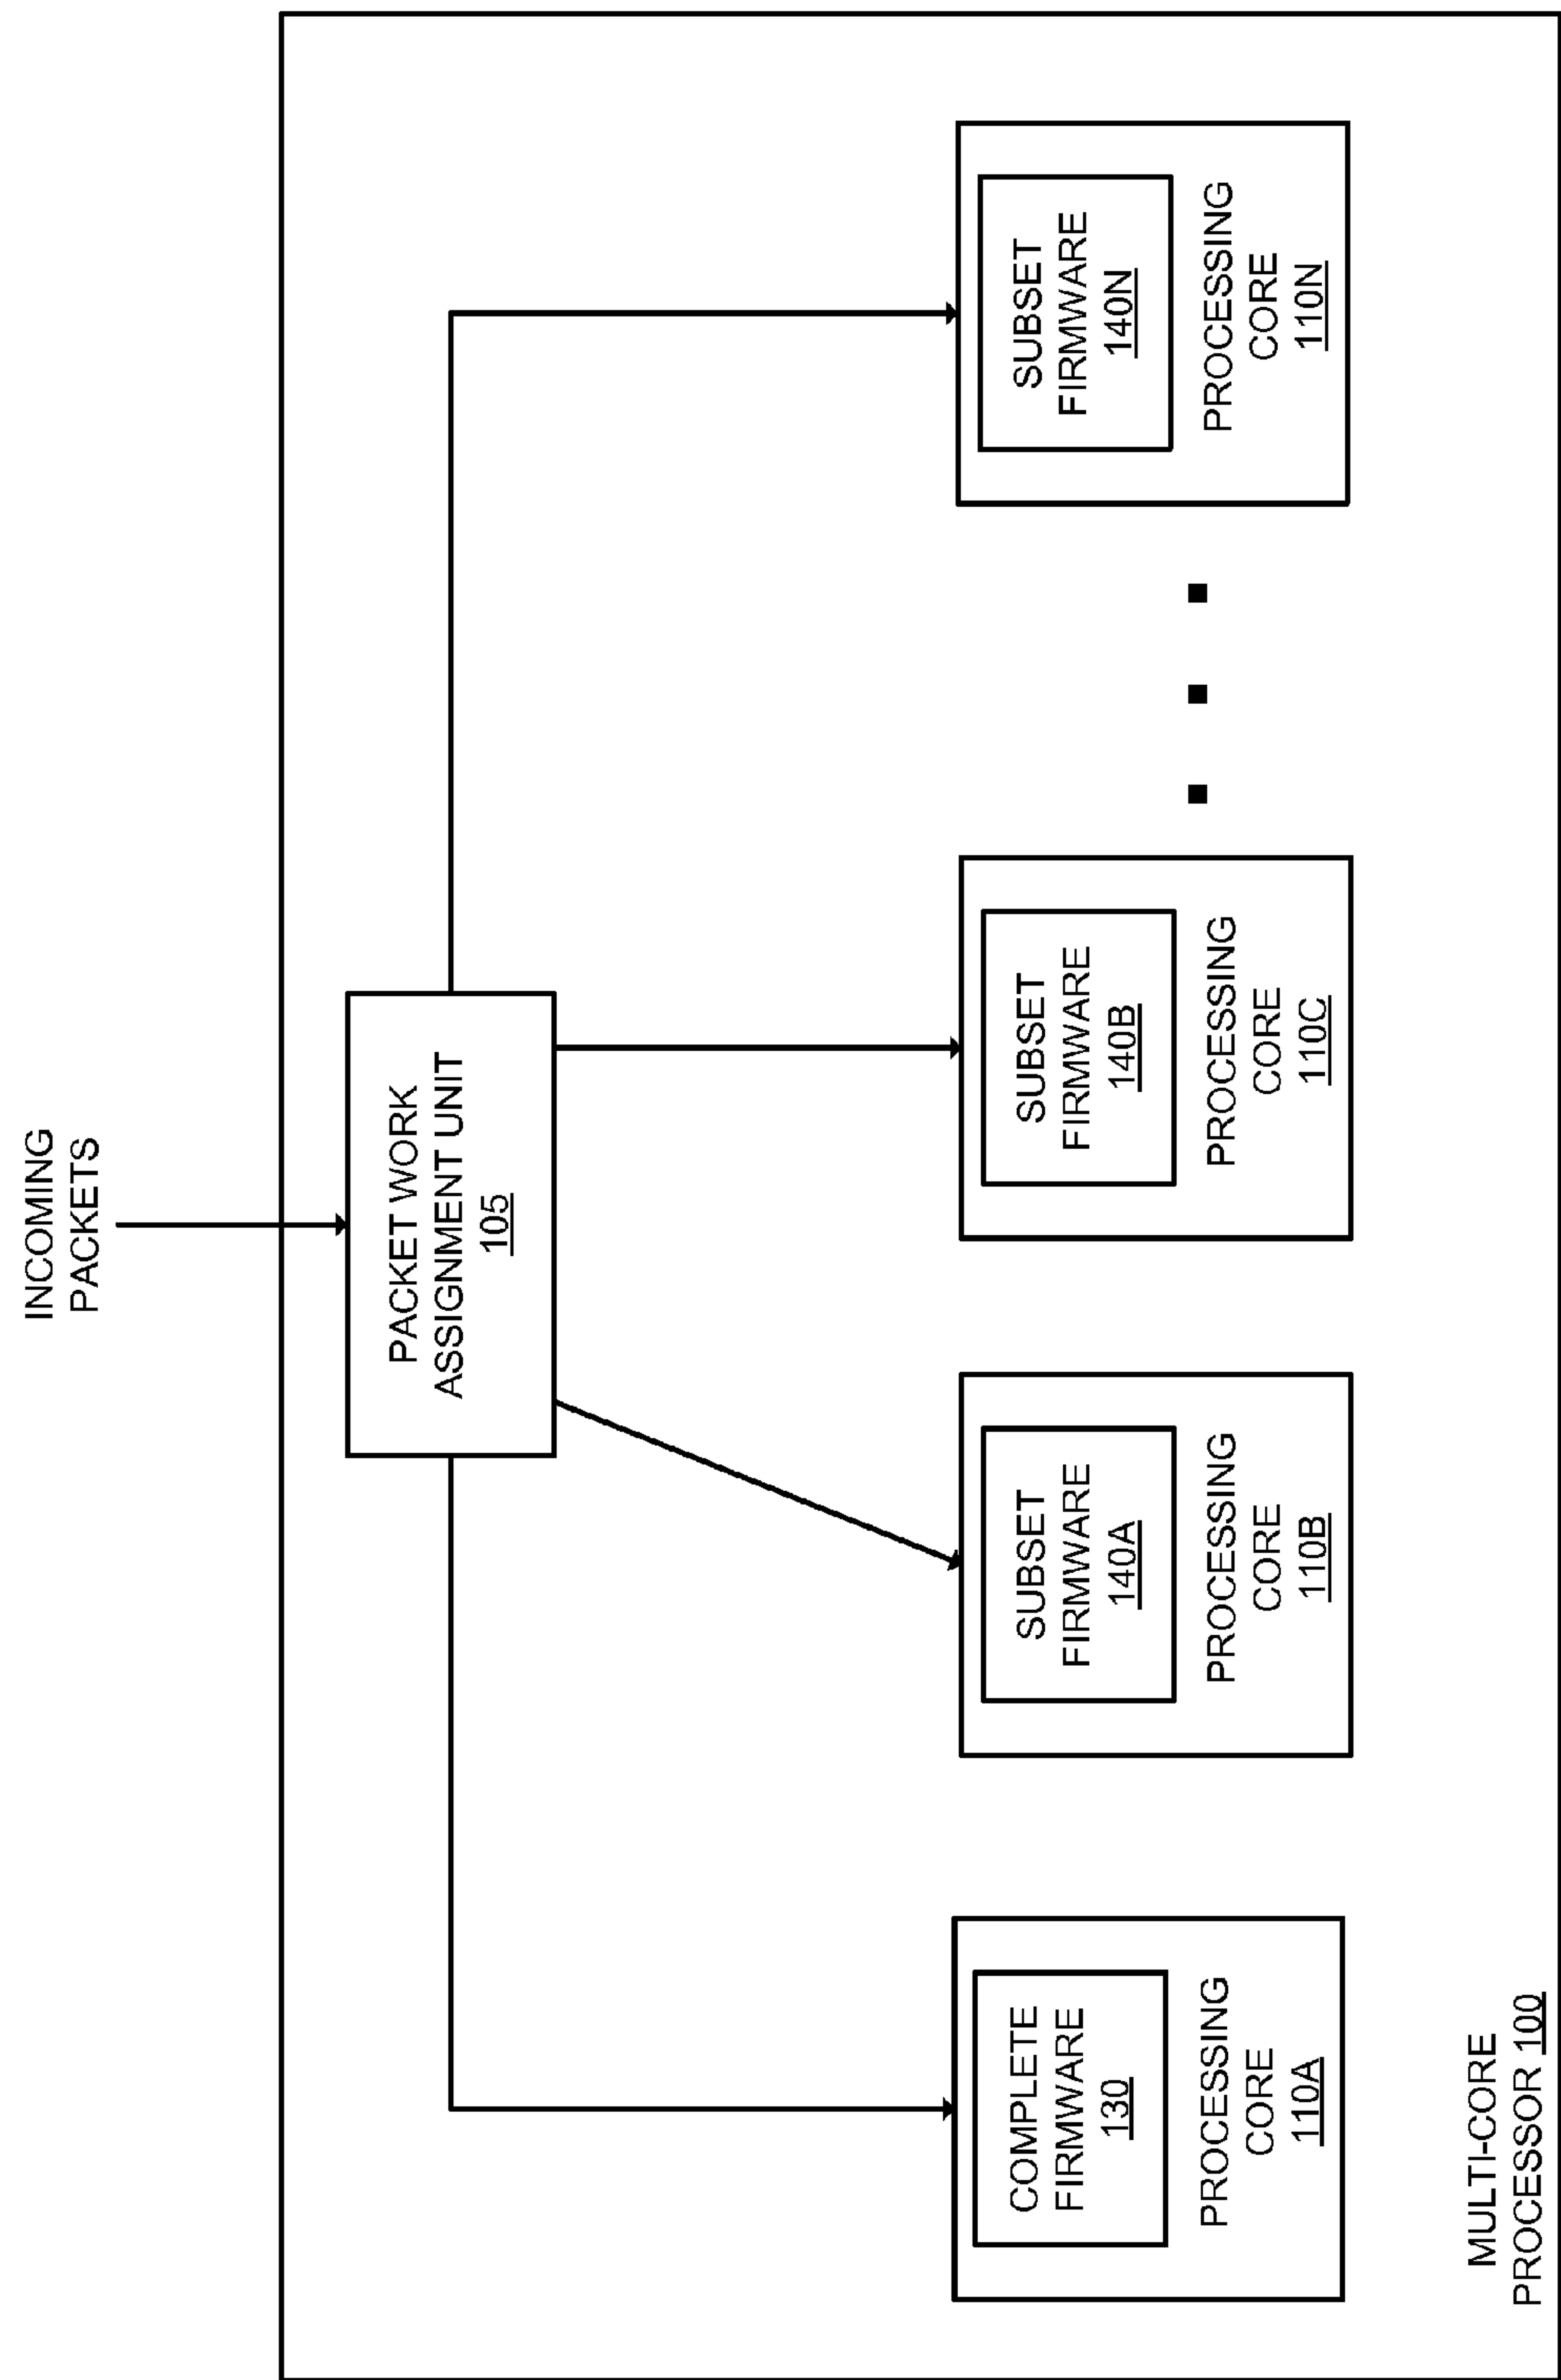 INCOMING
PACKETS
PACKET WORK
ASSIGNMENT UNIT
105
COMPLETE
FIRMWARE
130
PROCESSING
CORE
110A
SUBSET
FIRMWARE
140A
PROCESSING
CORE
110B
SUBSET
FIRMWARE
140B
PROCESSING
CORE
110C
SUBSET
FIRMWARE
140N
PROCESSING
CORE
110N
MULTI-CORE
PROCESSOR 100